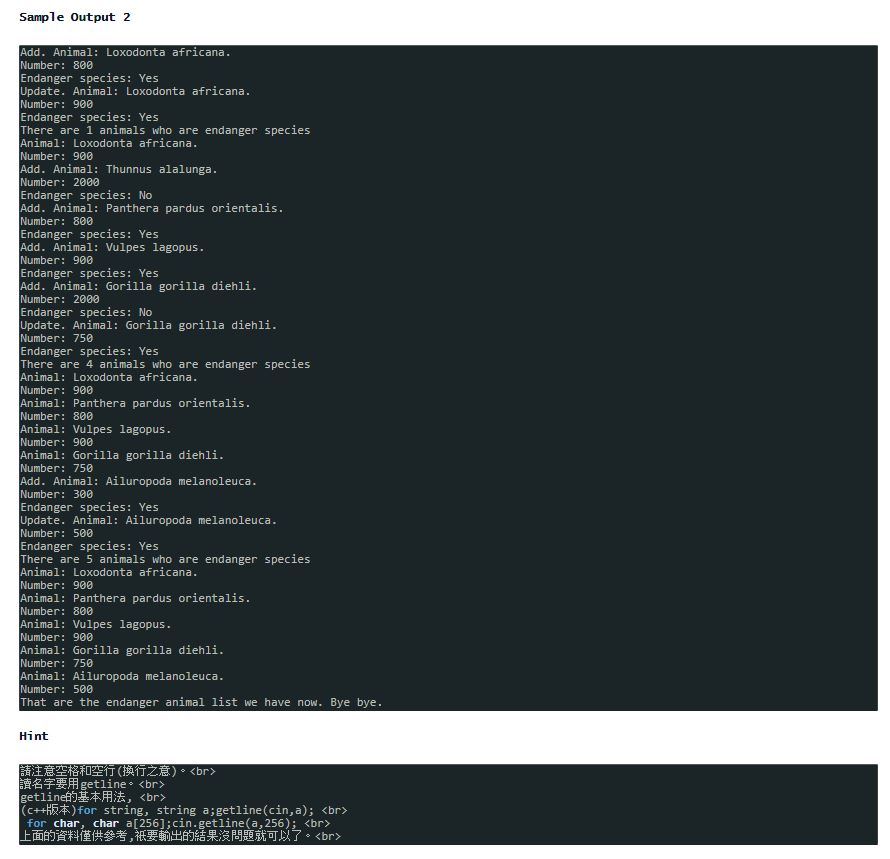 Sample Output 2
Add. Animal: Loxodonta africana.
Number: 800
Endanger species: Yes
Update. Animal: Loxodonta africana.
Number: 900
Endanger species: Yes
There are 1 animals who are endanger species
Animal: Loxodonta africana.
Number: 900
Add. Animal: Thunnus alalunga.
Number: 2000
Endanger species: No
Add. Animal: Panthera pardus orientalis.
Number: 800
Endanger species: Yes
Add. Animal: Vulpes lagopus.
Number: 900
Endanger species: Yes
Add. Animal: Gorilla gorilla diehli.
Number: 2000
Endanger species: No
Update. Animal: Gorilla gorilla diehli.
Number: 750
Endanger species: Yes
There are 4 animals who are endanger species
Animal: Loxodonta africana.
Number: 900
Animal: Panthera pardus orientalis.
Number: 800
Animal: Vulpes lagopus.
Number: 900
Animal: Gorilla gorilla diehli.
Number: 750
Add. Animal: Ailuropoda melanoleuca.
Number: 300
Endanger species: Yes
Update. Animal: Ailuropoda melanoleuca.
Number: 500
Endanger species: Yes
There are 5 animals who are endanger species
Animal: Loxodonta africana.
Number: 900
Animal: Panthera pardus orientalis.
Number: 800
Animal: Vulpes lagopus.
Number: 900
Animal: Gorilla gorilla diehli.
Number: 750
Animal: Ailuropoda melanoleuca.
Number: 500
That are the endanger animal list we have now. Bye bye.
Hint
請注意空格和空行(換行之意)。<br>
讀名字要用getline。<br>
getline的基本用法, <br>
(c++版本)for string, string a;getline(cin,a); <br>
for char, char a[256];cin.getline(a,256); <br>
上面的資料僅供參考,祇要輸出的結果沒問題就可以了。<br>